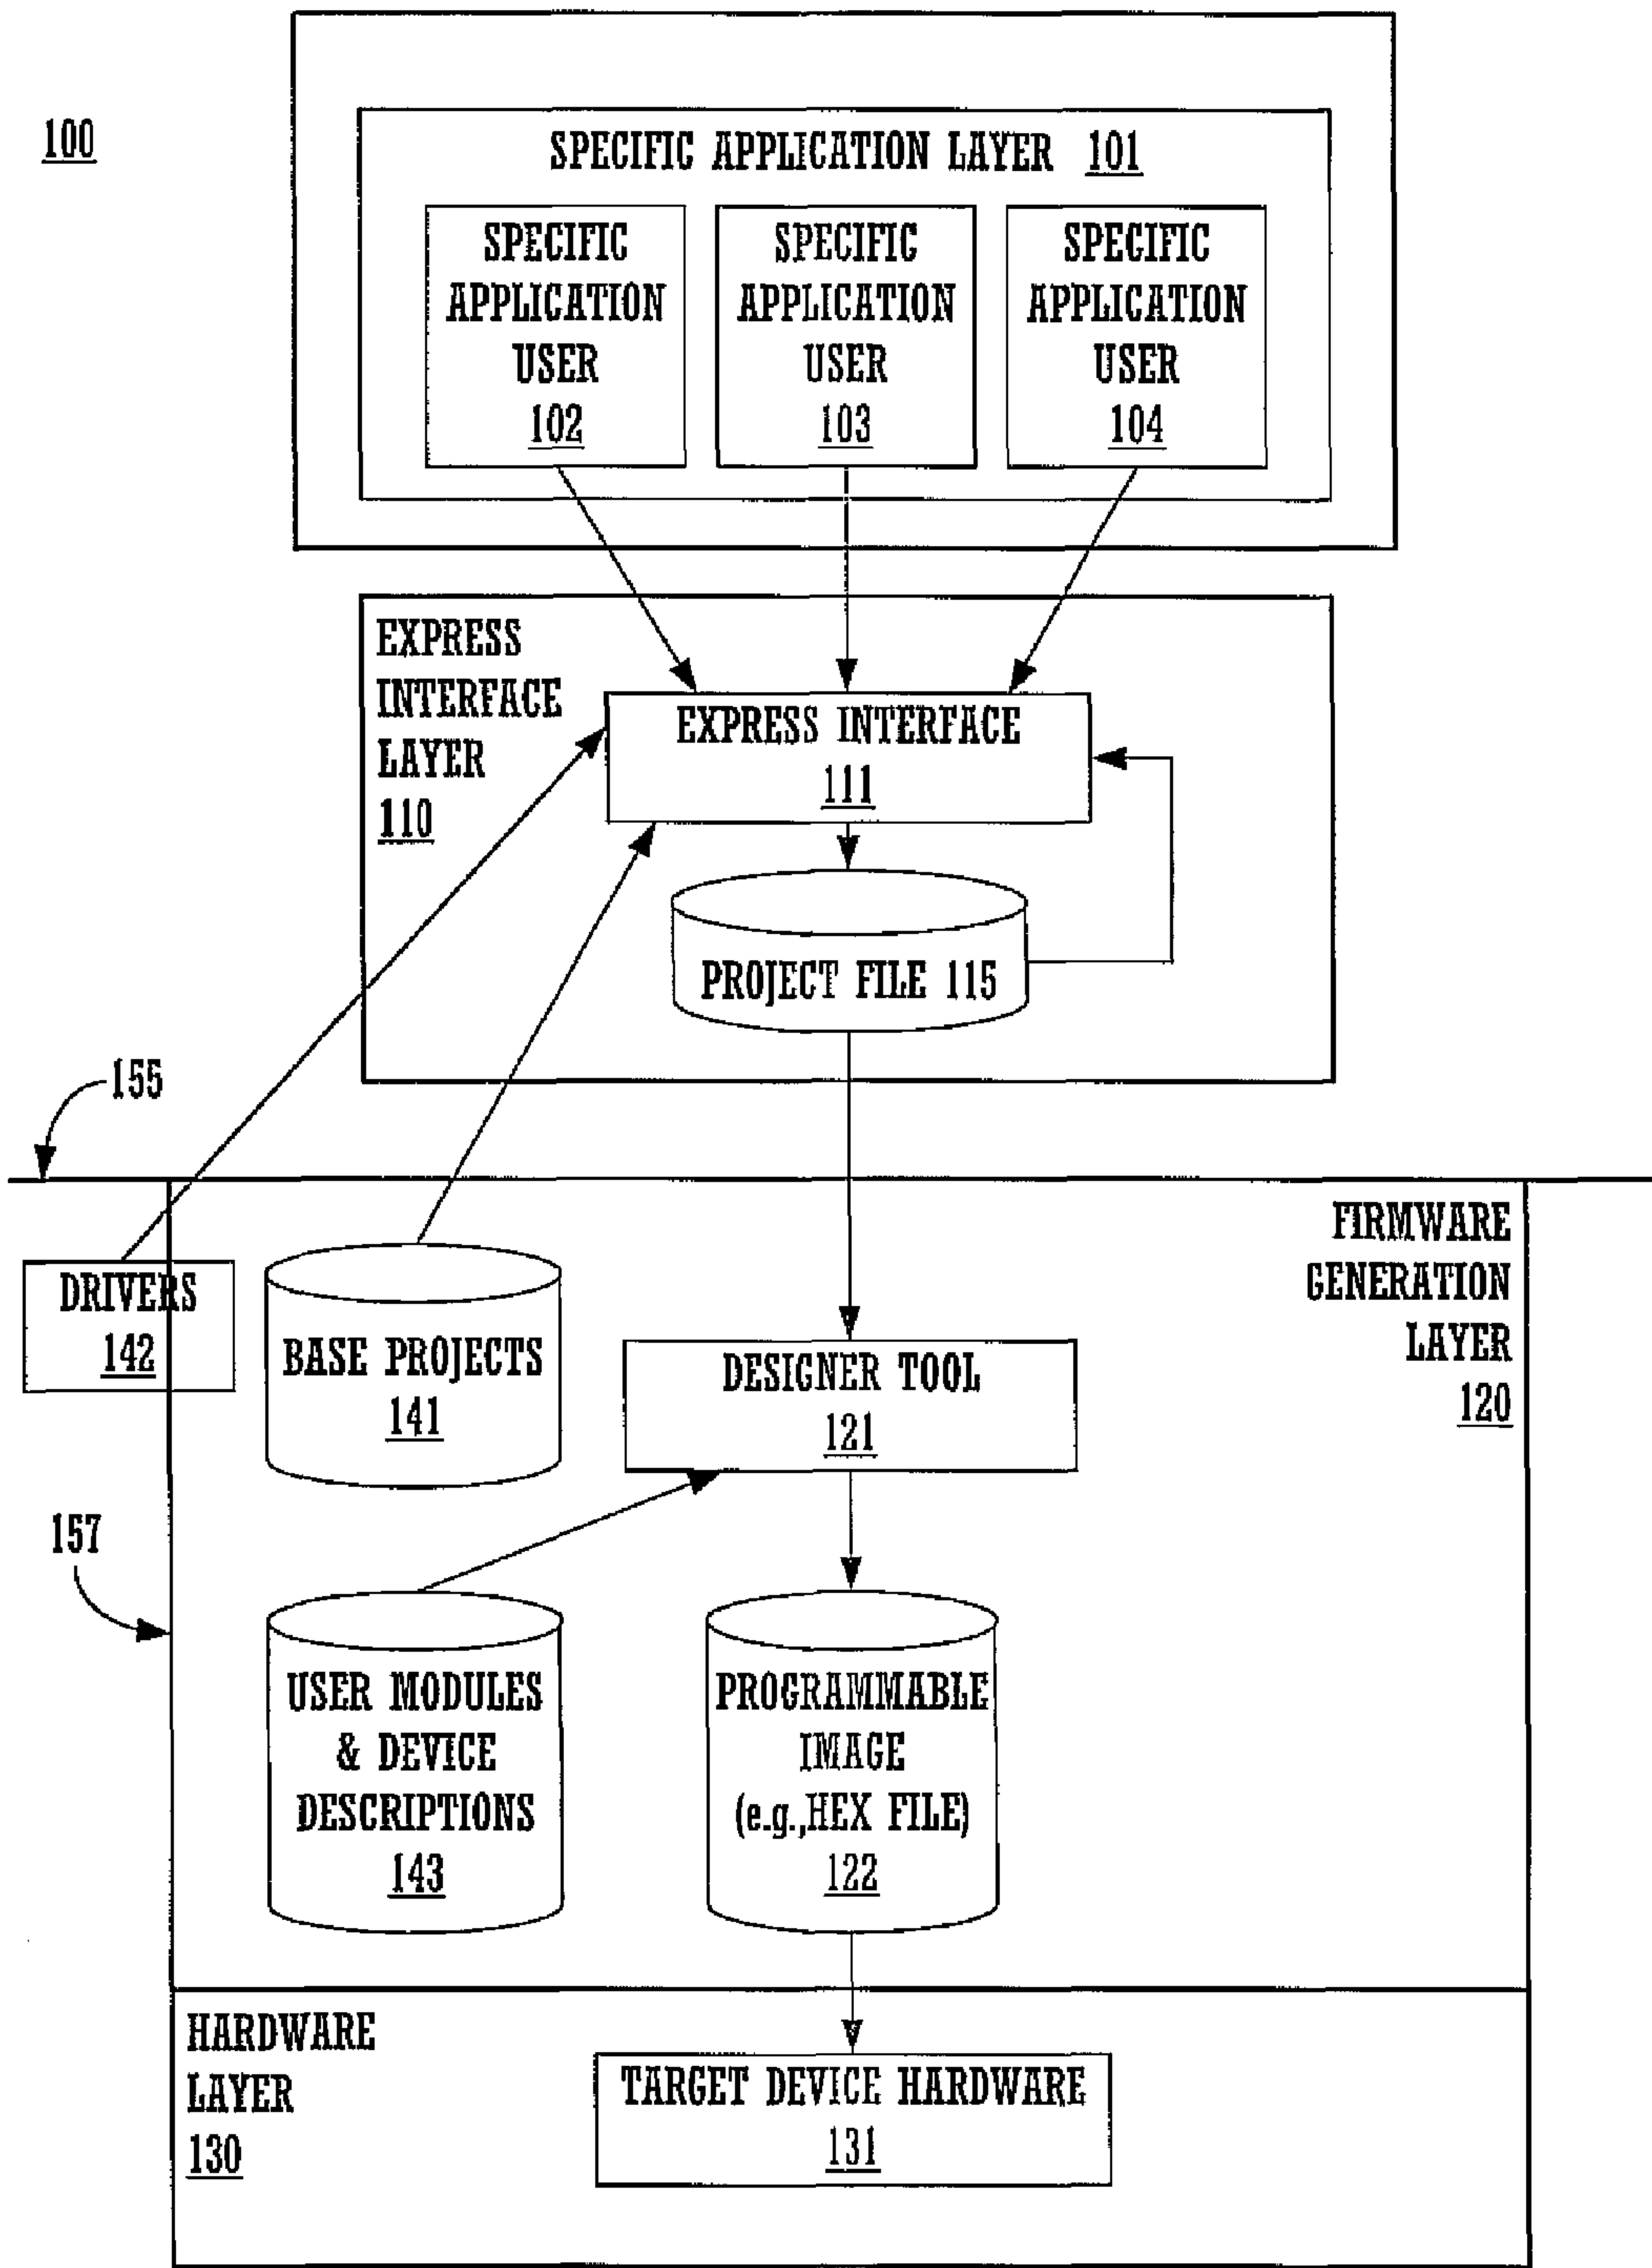 100
SPECIFIC APPLICATION LAYER 101
SPECIFIC
APPLICATION
USER
102
SPECIFIC
APPLICATION
USER
103
SPECIFIC
APPLICATION
USER
104
EXPRESS
INTERFACE
LAYER
110
EXPRESS INTERFACE
111
PROJECT FILE 115
155
FIRMWARE
GENERATION
LAYER
120
DRIVERS
142
BASE PROJECTS
141
DESIGNER TOOL
121
157
USER MODULES
& DEVICE
DESCRIPTIONS
143
PROGRAMMABLE
IMAGE
(e.g.,HEX FILE)
122
HARDWARE
LAYER
130
TARGET DEVICE HARDWARE
131